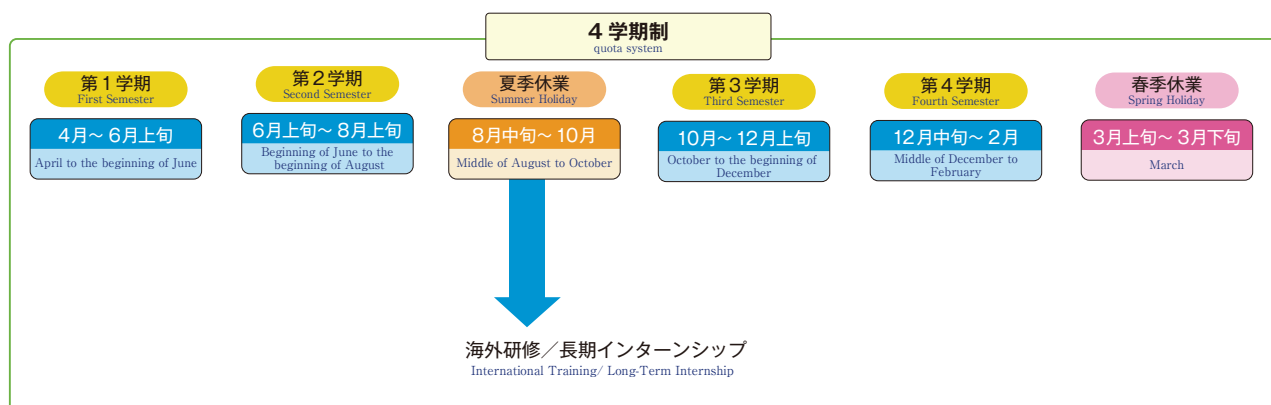 4 学期制
quota system
第1学期
First Semester
4月～ 6月上旬
April to the beginning of June
第2学期
Second Semester
6月上旬～ 8月上旬
Beginning of June to the
beginning of August
夏季休業
Summer Holiday
8月中旬～ 10月
Middle of August to October
第3学期
Third Semester
10月～ 12月上旬
October to the beginning of
December
第4学期
Fourth Semester
12月中旬～ 2月
Middle of December to
February
春季休業
Spring Holiday
3月上旬～ 3月下旬
March
海外研修／長期インターンシップ
International Training/ Long-Term Internship